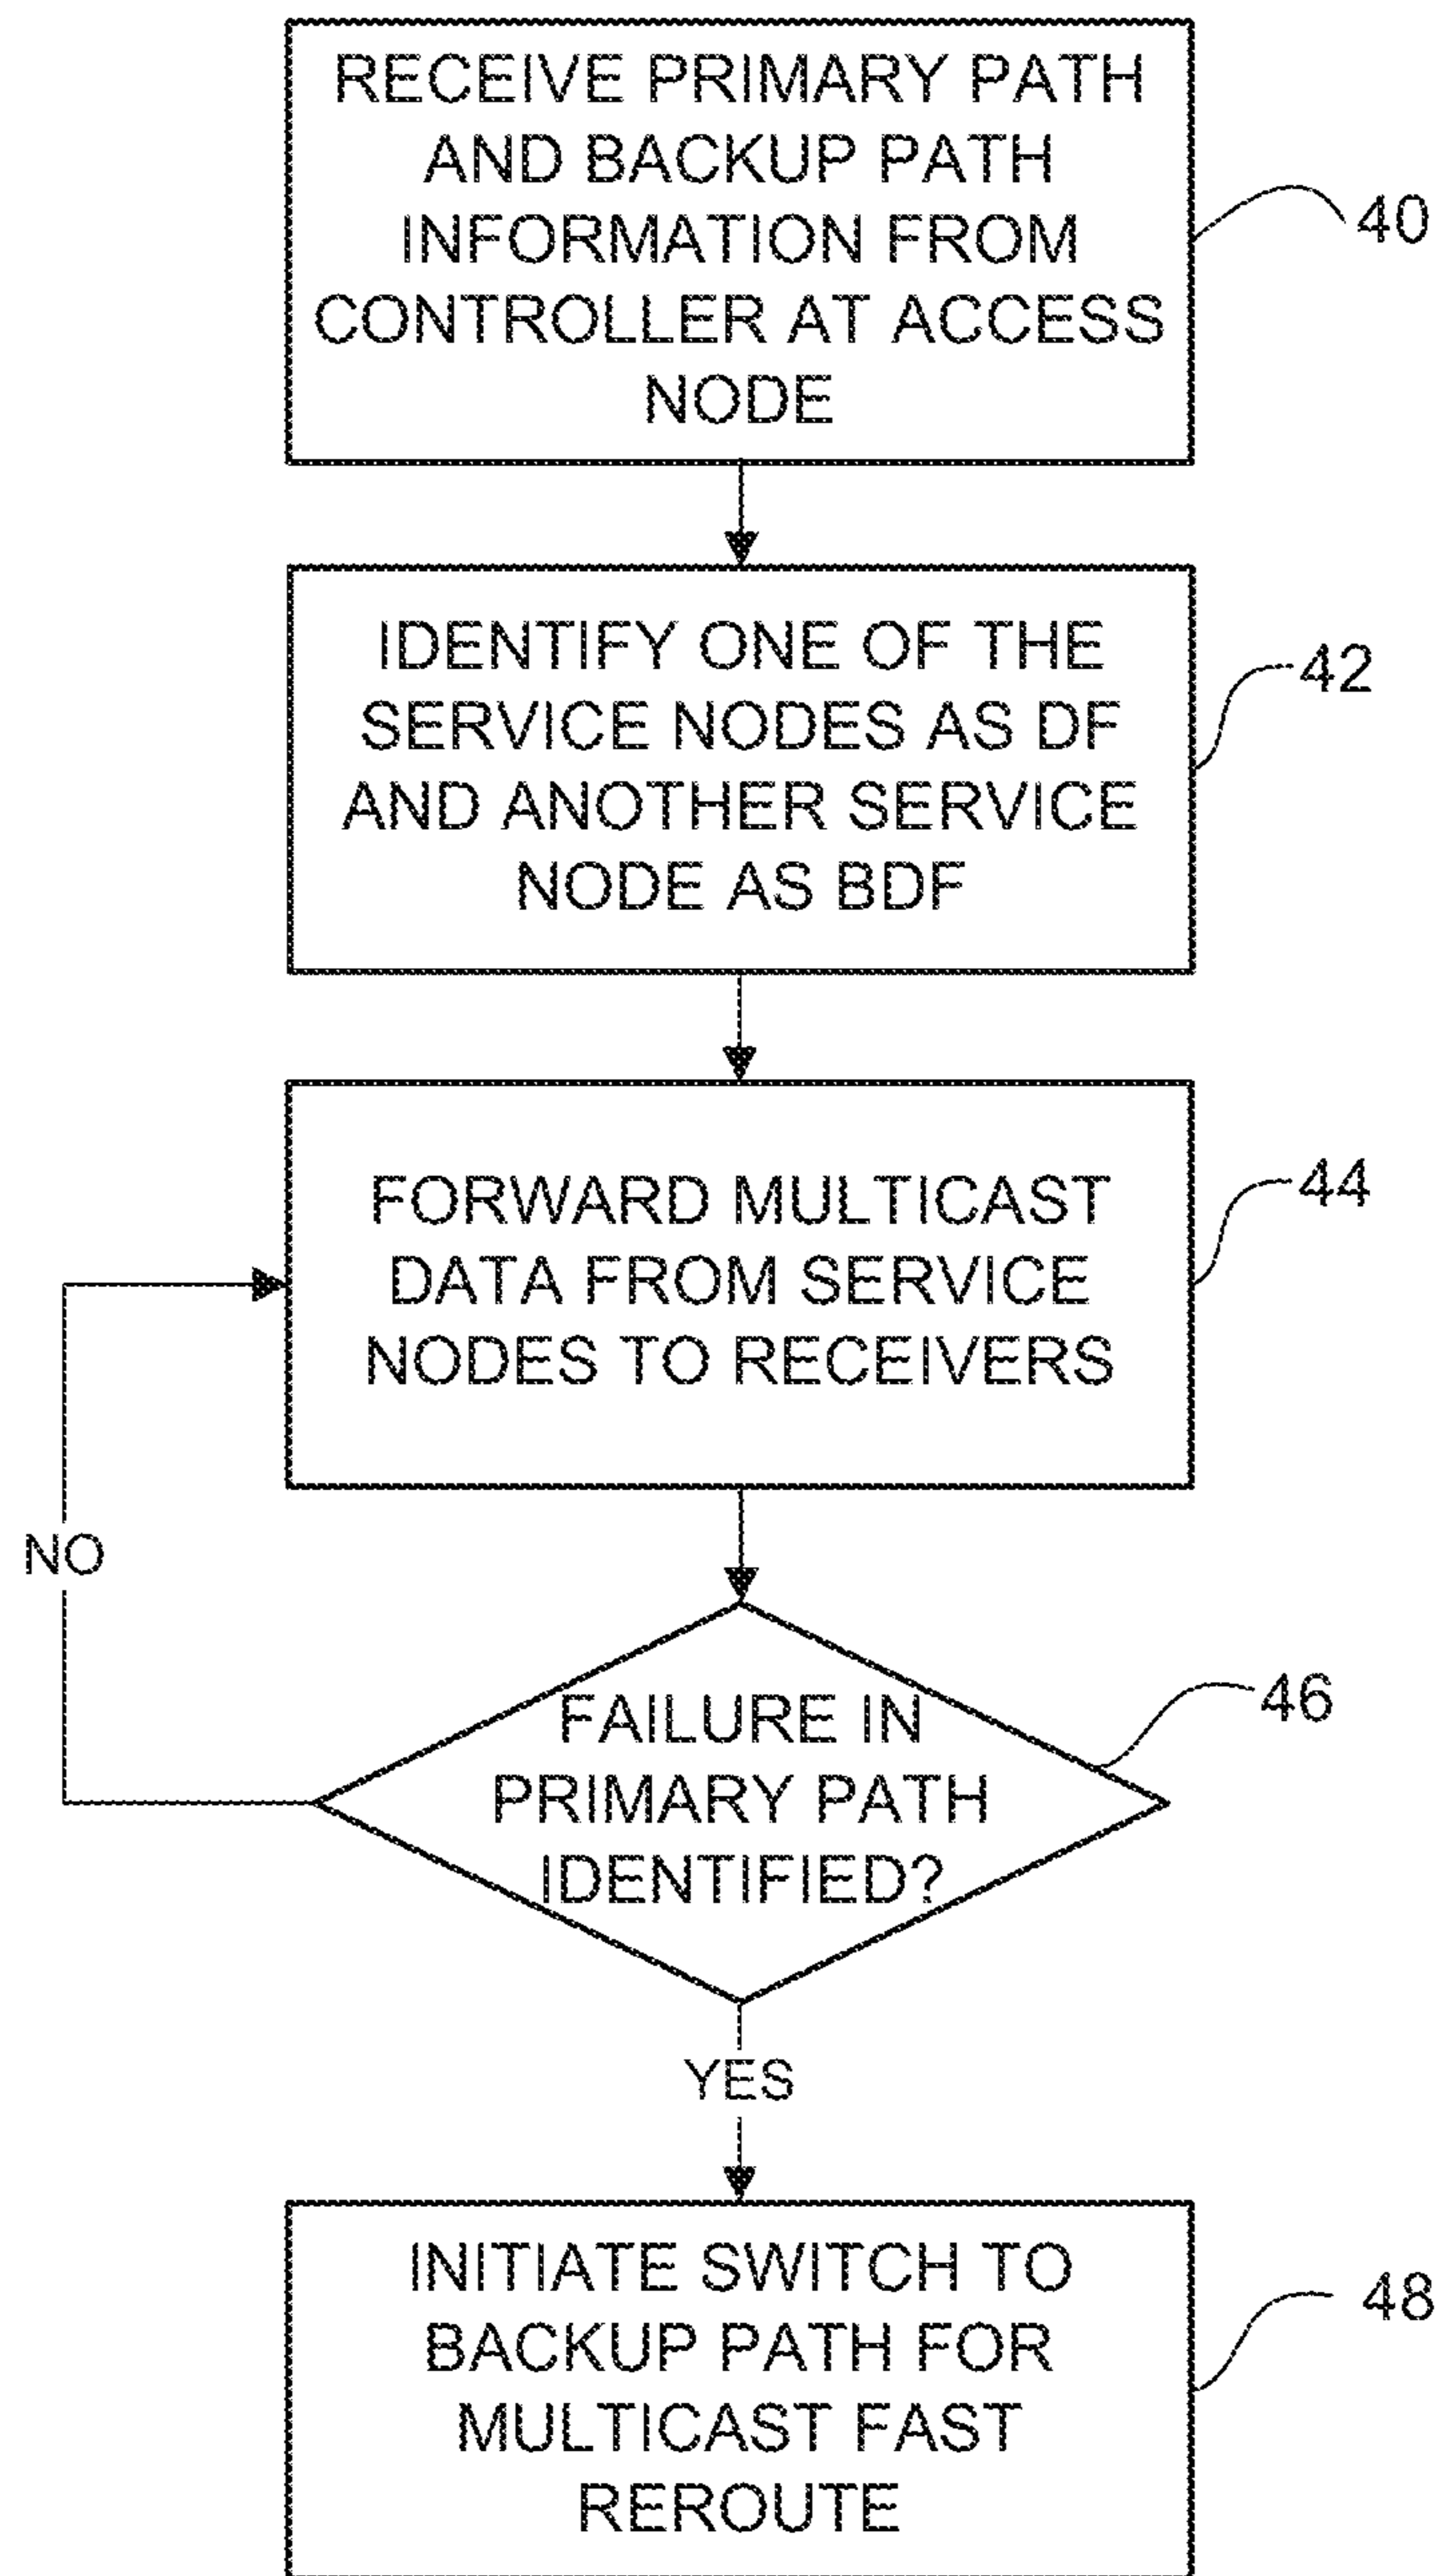 RECEIVE PRIMARY PATH
AND BACKUP PATH
INFORMATION FROM
CONTROLLER AT ACCESS
NODE
40
IDENTIFY ONE OF THE
SERVICE NODES AS DF
AND ANOTHER SERVICE
NODE AS BDF
42
FORWARD MULTICAST
DATA FROM SERVICE
NODES TO RECEIVERS
44
NO
FAILURE IN
PRIMARY PATH
IDENTIFIED?
46
YES
INITIATE SWITCH TO
BACKUP PATH FOR
MULTICAST FAST
REROUTE
48